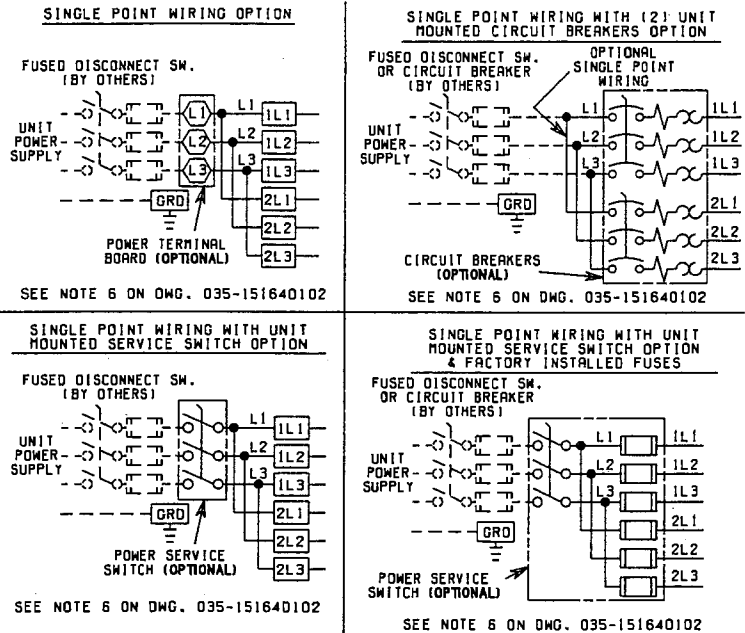 SINGLE POINT WIRING OPTION
FUSED DISCONNECT SW.
(BY OTHERS)
UNIT
POWER
SUPPLY
L1
L2
L3
L1
L2
L3
1L1
1L2
1L3
2L1
2L2
2L3
GRD
POWER TERMINAL
BOARD (OPTIONAL)
SEE NOTE 6 ON DWG. 035-151640102
SINGLE POINT WIRING WITH (2) UNIT
MOUNTED CIRCUIT BREAKERS OPTION
FUSED DISCONNECT SW.
OR CIRCUIT BREAKER
(BY OTHERS)
OPTIONAL
SINGLE POINT
WIRING
UNIT
POWER
SUPPLY
L1
L2
L3
1L1
1L2
1L3
2L1
2L2
2L3
GRD
CIRCUIT BREAKERS
(OPTIONAL)
SEE NOTE 6 ON DWG. 035-151640102
SINGLE POINT WIRING WITH UNIT
MOUNTED SERVICE SWITCH OPTION
FUSED DISCONNECT SW.
(BY OTHERS)
UNIT
POWER
SUPPLY
L1
L2
L3
1L1
1L2
1L3
2L1
2L2
2L3
GRD
POWER SERVICE
SWITCH (OPTIONAL)
SEE NOTE 6 ON DWG. 035-151640102
SINGLE POINT WIRING WITH UNIT
MOUNTED SERVICE SWITCH OPTION
& FACTORY INSTALLED FUSES
FUSED DISCONNECT SW.
OR CIRCUIT BREAKER
(BY OTHERS)
UNIT
POWER
SUPPLY
L1
L2
L3
1L1
1L2
1L3
2L1
2L2
2L3
GRD
POWER SERVICE
SWITCH (OPTIONAL)
SEE NOTE 6 ON DWG. 035-151640102